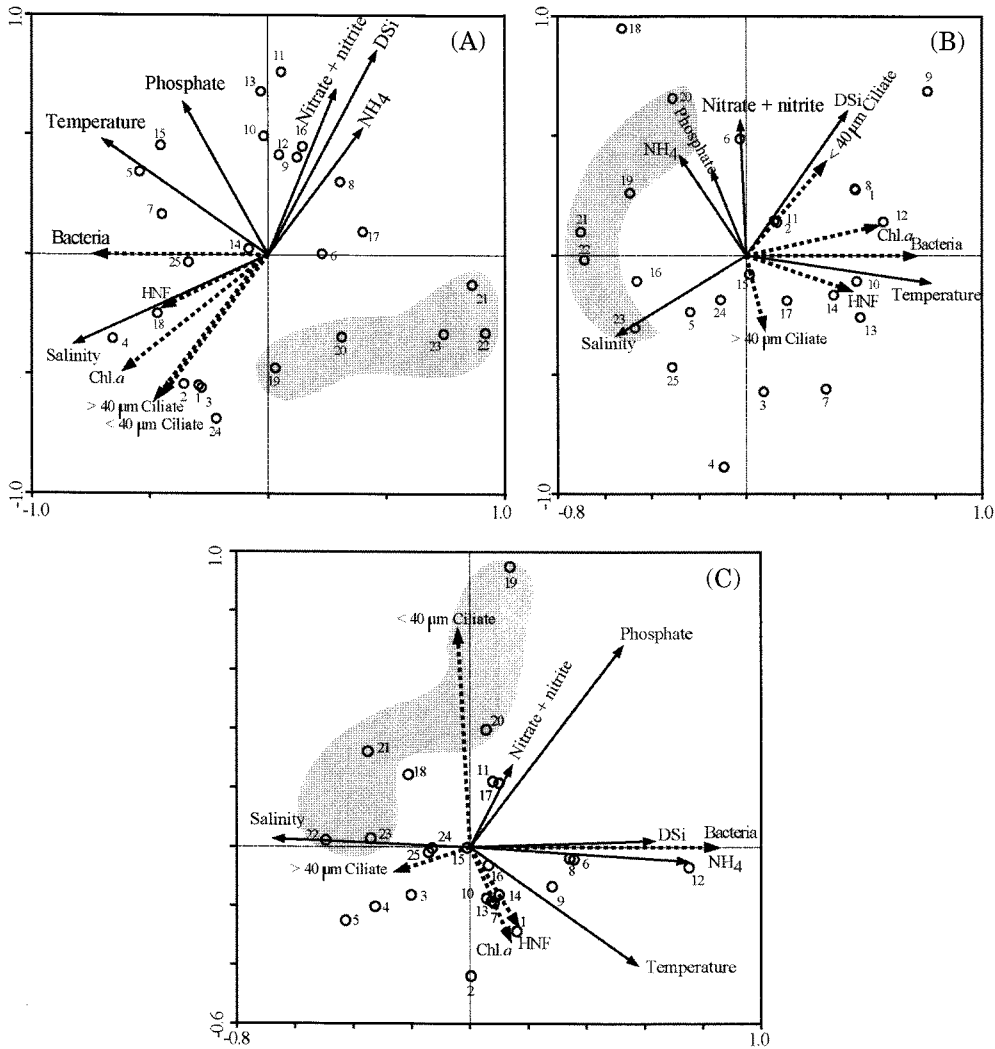 1.0
(A)
11
DSi
Nitrate + nitrite
13
Phosphate
NH4
Temperature
10
12
16
15
9
5
8
7
17
Bacteria
14
6
25
HNF
21
18
4
Salinity
20
23
22
Chl.a
19
> 40 μm Ciliate
2
1
3
< 40 μm Ciliate
24
-1.0
-1.0
1.0
1.0
(B)
18
9
20
Nitrate + nitrite
DSi
< 40 μm Ciliate
6
Phosphate
NH4
19
8
1
21
11
2
12
Chl.a
Bacteria
22
16
15
10
Temperature
HNF
24
17
14
5
13
23
Salinity
> 40 μm Ciliate
25
3
7
4
-1.0
-0.8
1.0
1.0
(C)
19
< 40 μm Ciliate
Phosphate
Nitrate + nitrite
20
21
18
11
17
Salinity
22
23
24
DSi
Bacteria
25
15
NH4
> 40 μm Ciliate
16
8
6
12
3
10
14
9
4
13
7
5
1
Chl.a
HNF
Temperature
2
-0.6
-0.8
1.0